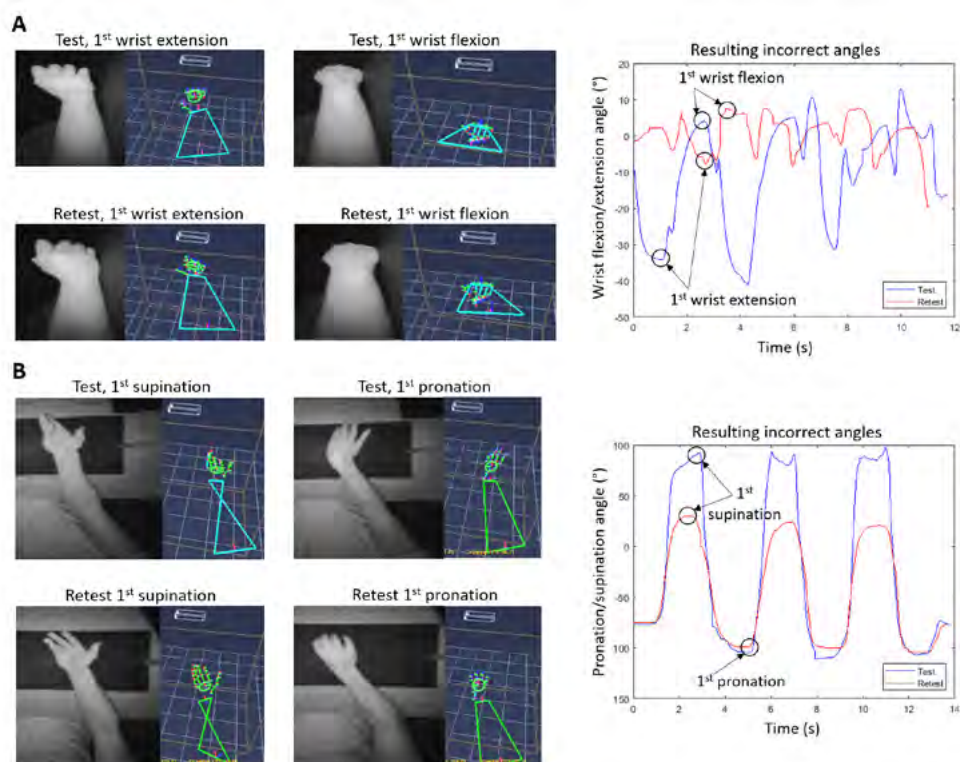 A
Test, 1st wrist extension
Test, 1st wrist flexion
Retest, 1st wrist extension
Retest, 1st wrist flexion
Resulting incorrect angles
Wrist flexion/extension angle (°)
20
10
0
-10
-20
-30
-40
-50
1st wrist flexion
1st wrist extension
Test
Retest
0 2 4 6 8 10 12
Time (s)
B
Test, 1st supination
Test, 1st pronation
Retest 1st supination
Retest 1st pronation
Resulting incorrect angles
Pronation/supination angle (°)
100
50
0
50
100
150
1st
supination
1st pronation
Test
Retest
0 2 4 6 8 10 12 14
Time (s)